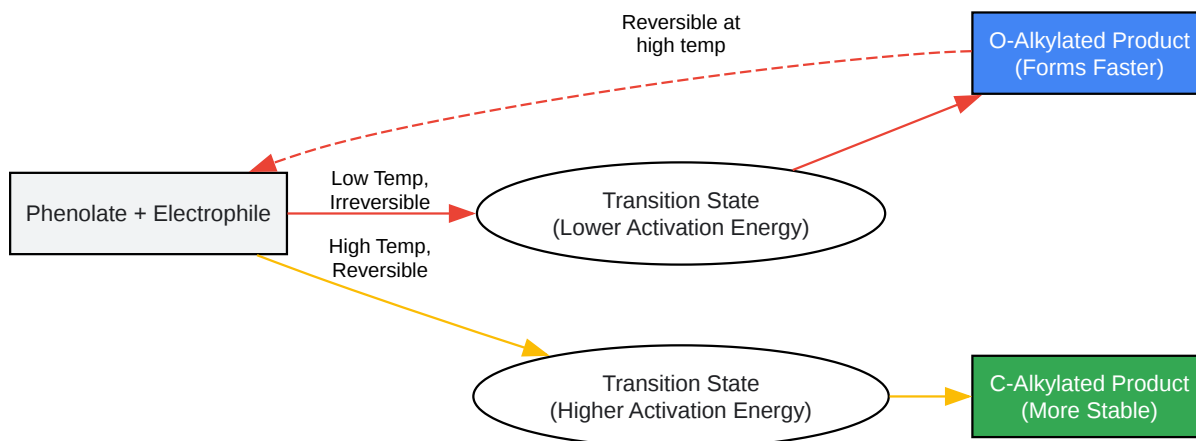 Reversible at
high temp
O-Alkylated Product
(Forms Faster)
Phenolate + Electrophile
Low Temp,
Irreversible
Transition State
(Lower Activation Energy)
High Temp,
Reversible
Transition State
(Higher Activation Energy)
C-Alkylated Product
(More Stable)